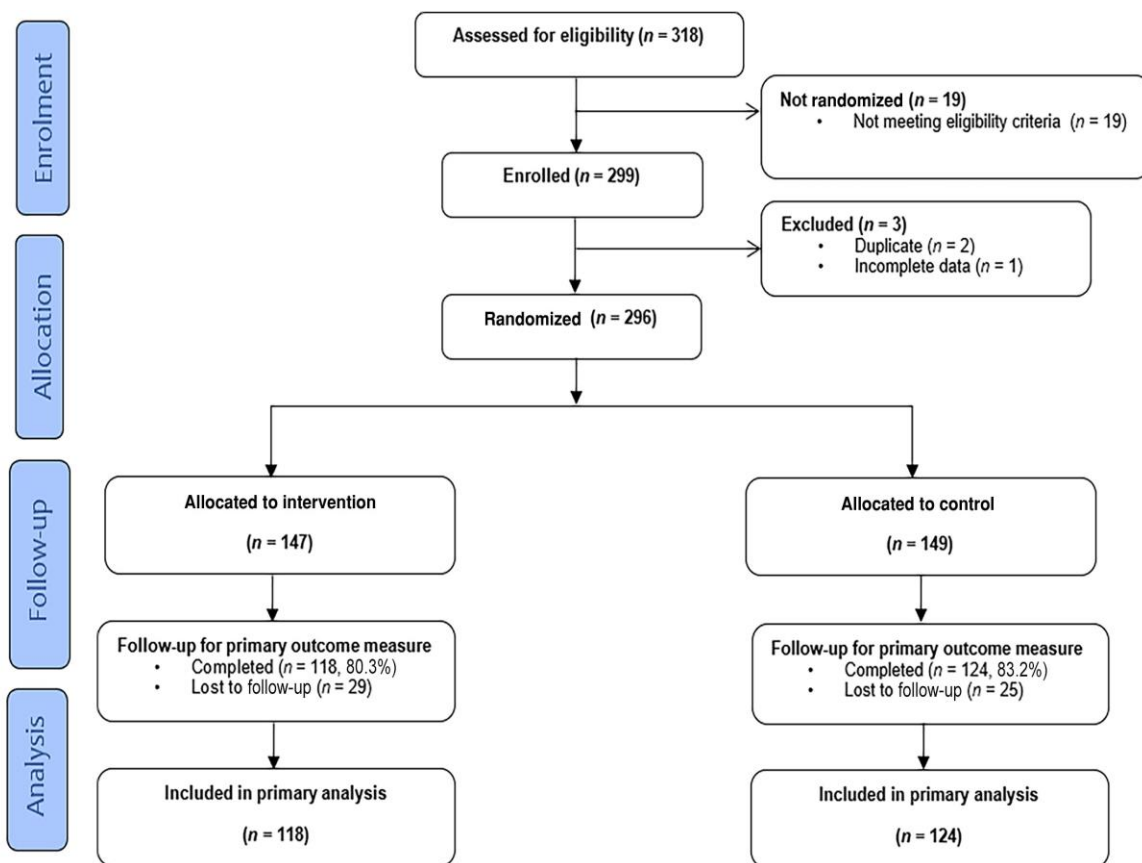 Enrolment
Assessed for eligibility (n = 318)
Not randomized (n = 19)
• Not meeting eligibility criteria (n = 19)
Enrolled (n = 299)
Excluded (n = 3)
• Duplicate (n = 2)
• Incomplete data (n = 1)
Allocation
Randomized (n = 296)
Follow-up
Allocated to intervention
(n = 147)
Allocated to control
(n = 149)
Follow-up for primary outcome measure
• Completed (n = 118, 80.3%)
• Lost to follow-up (n = 29)
Follow-up for primary outcome measure
• Completed (n = 124, 83.2%)
• Lost to follow-up (n = 25)
Analysis
Included in primary analysis
(n = 118)
Included in primary analysis
(n = 124)